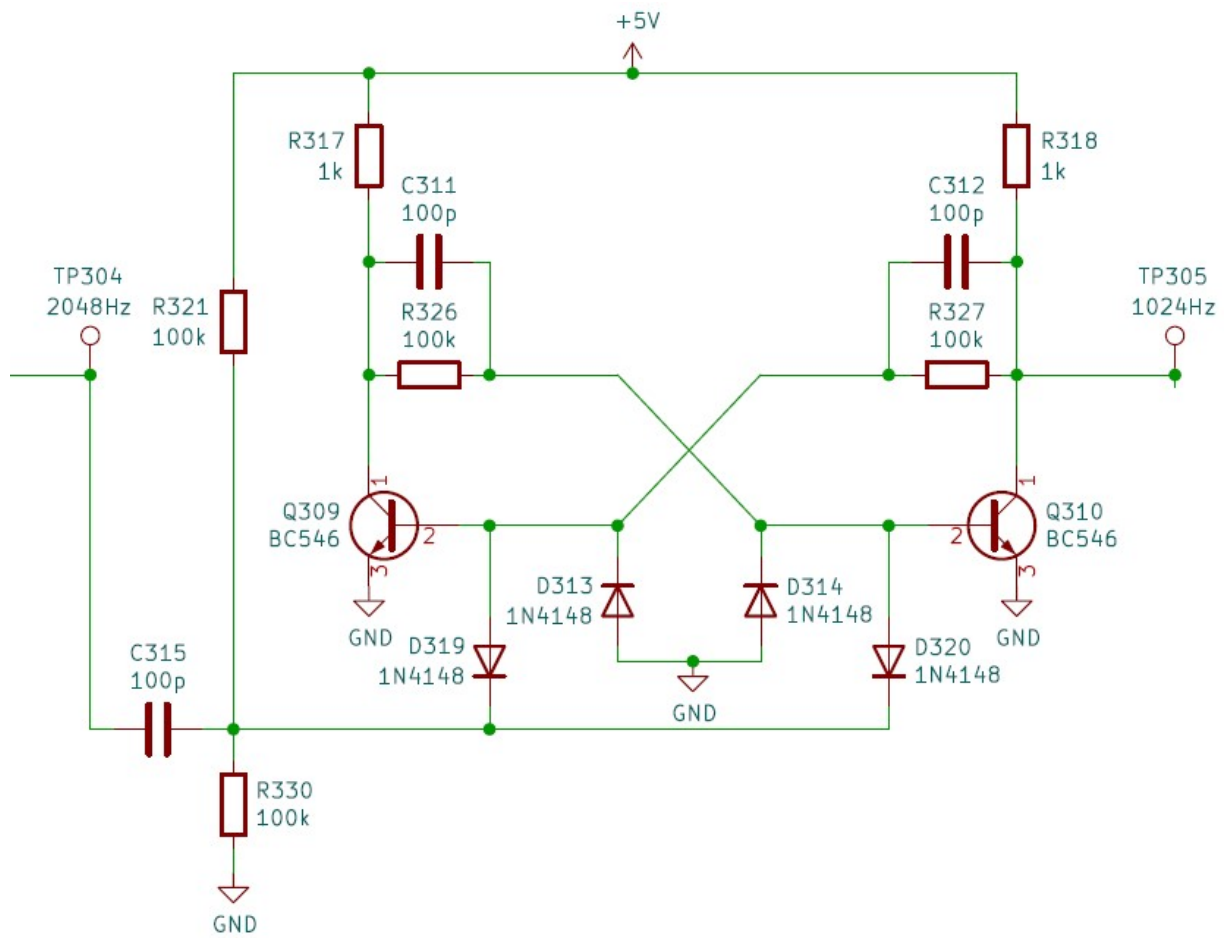 +5V
R317
1k
R318
1k
C311
100p
C312
100p
TP304
2048Hz
R321
100k
R326
100k
R327
100k
TP305
1024Hz
1
1
Q309
BC546
2
3
GND
2
Q310
BC546
3
GND
D313
1N4148
D314
1N4148
D319
1N4148
D320
1N4148
GND
C315
100p
R330
100k
GND